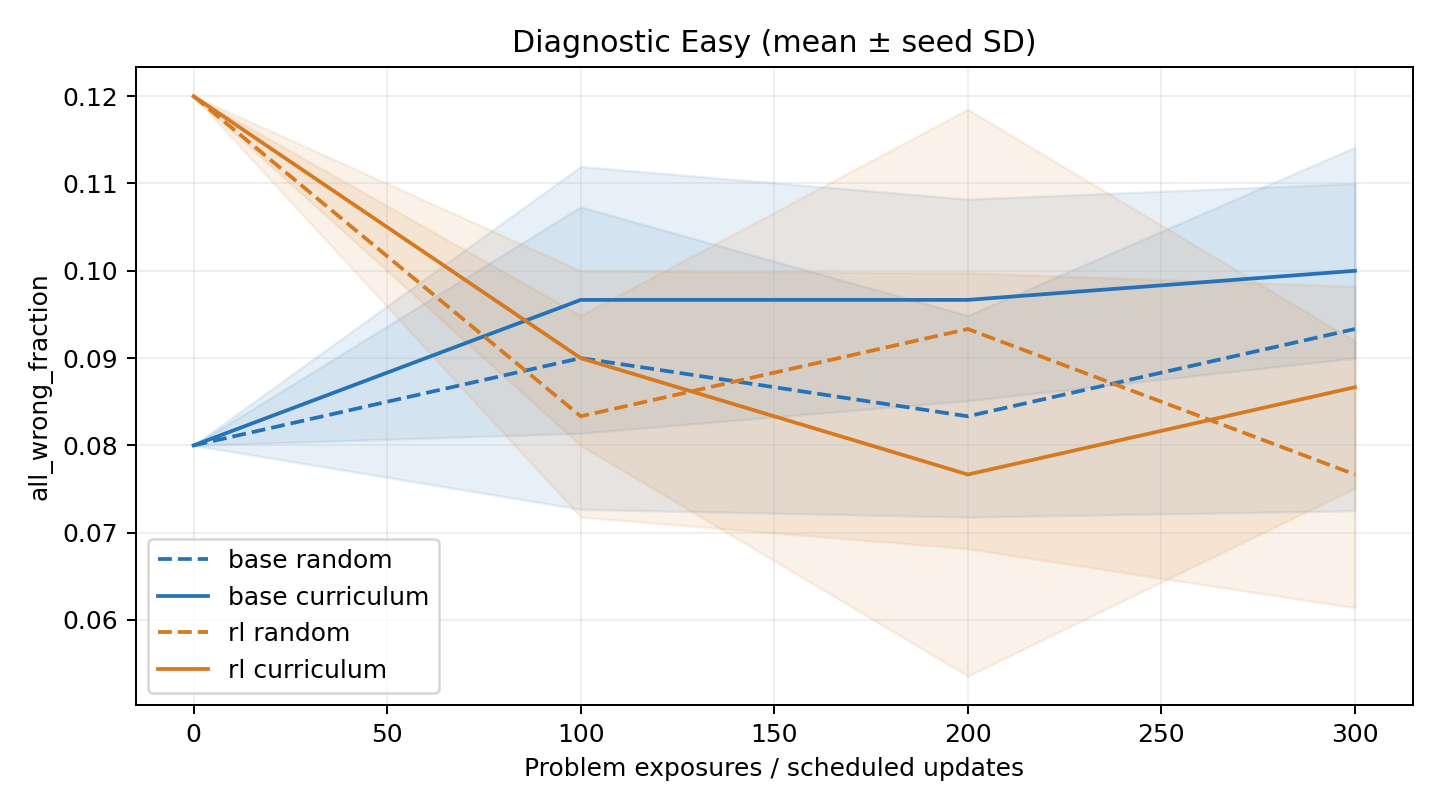 Diagnostic Easy (mean ± seed SD)
all_wrong_fraction
0.12
0.11
0.10
0.09
0.08
0.07
0.06
base random
base curriculum
rl random
rl curriculum
0 50 100 150 200 250 300
Problem exposures / scheduled updates